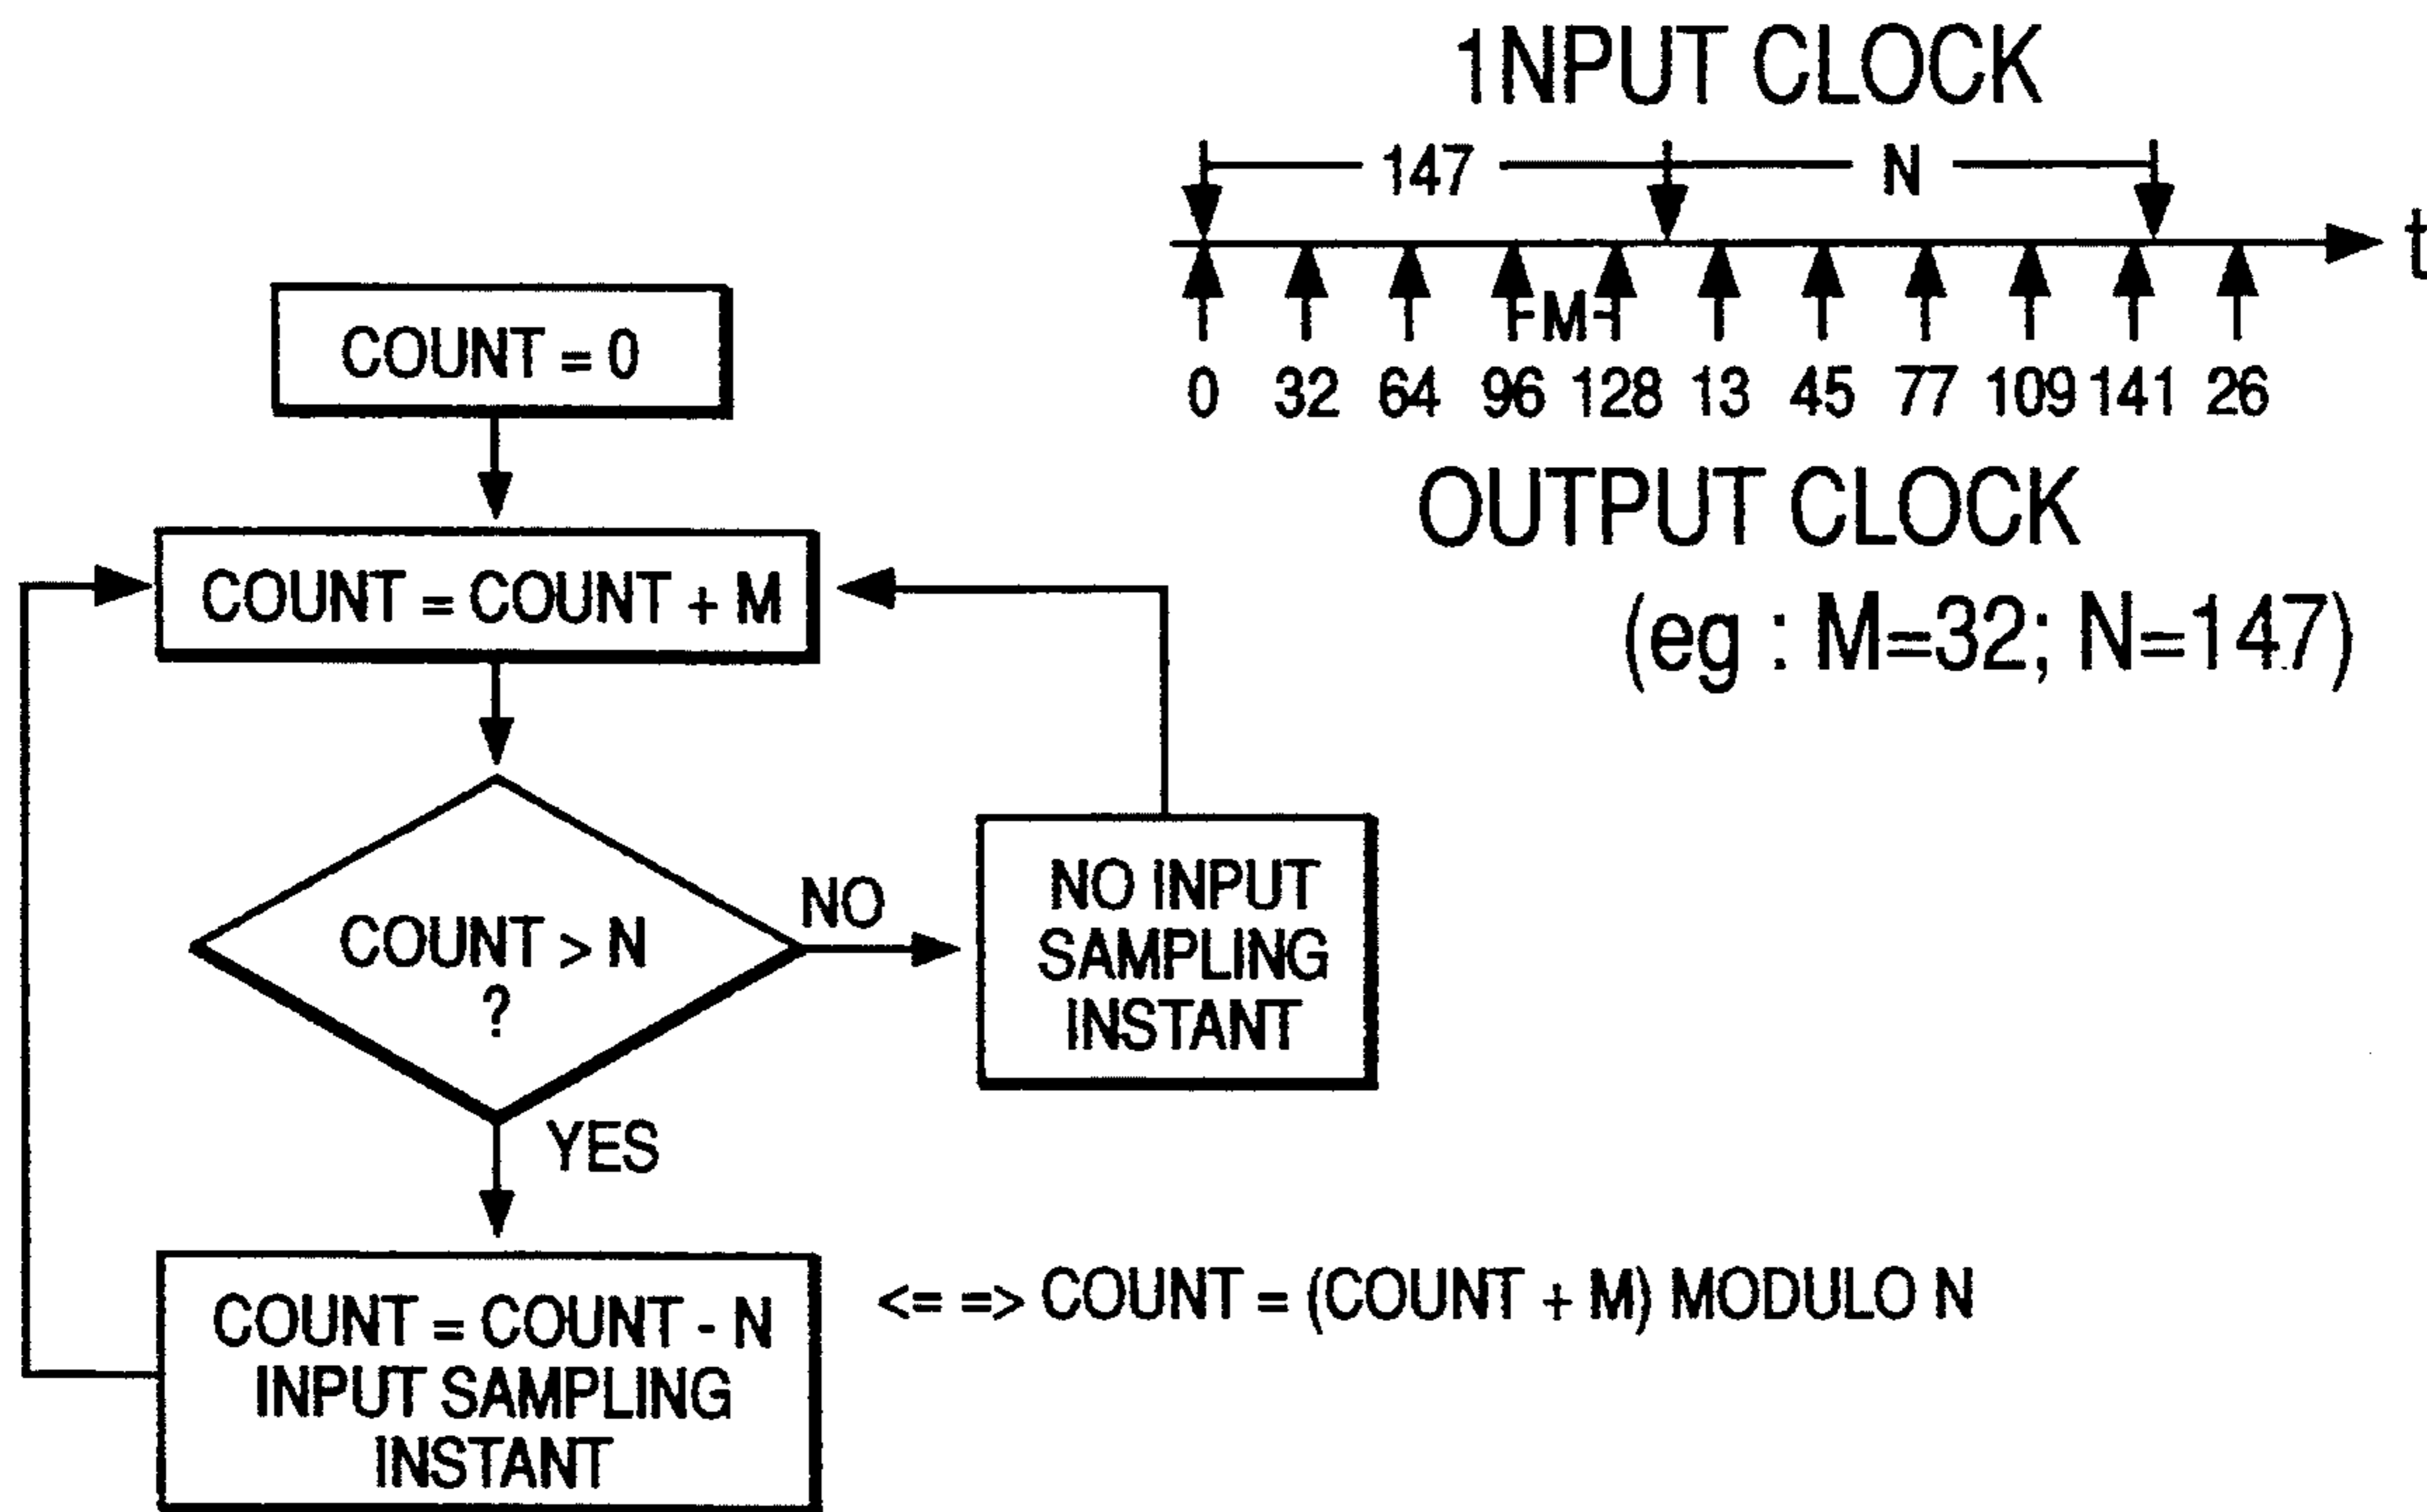 1NPUT CLOCK
147
N
t
M
0 32 64 96 128 13 45 77 109 141 26
OUTPUT CLOCK
(eg : M=32; N=147)
COUNT = 0
COUNT = COUNT + M
COUNT > N
?
NO
NO INPUT
SAMPLING
INSTANT
YES
COUNT = COUNT - N
INPUT SAMPLING
INSTANT
<= => COUNT = (COUNT + M) MODULO N